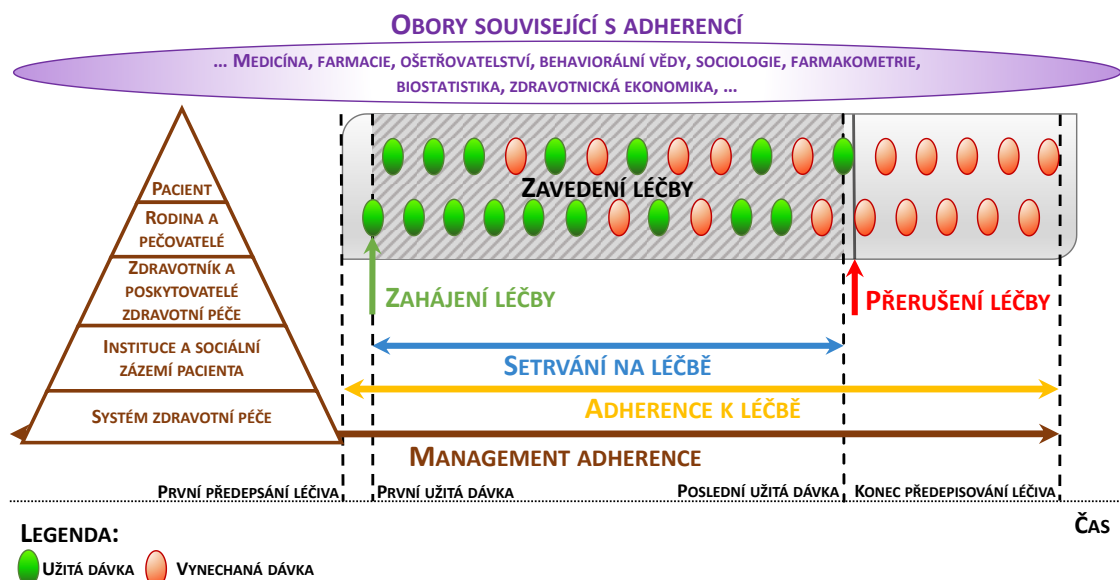 OBORY SOUVISEJÍCÍ S ADHERENCÍ
... MEDICÍNA, FARMACIE, OŠETŘOVATELSTVÍ, BEHAVIORÁLNÍ VĚDY, SOCIOLOGIE, FARMAKOMETRIE,
BIOSTATISTIKA, ZDRAVOTNICKÁ EKONOMIKA, ...
PACIENT
RODINA A
PEČOVATELÉ
ZDRAVOTNÍK A
POSKYTOVATELÉ
ZDRAVOTNÍ PÉČE
INSTITUCE A SOCIÁLNÍ
ZÁZEMÍ PACIENTA
SYSTÉM ZDRAVOTNÍ PÉČE
ZAVEDENÍ LÉČBY
ZAHÁJENÍ LÉČBY
PŘERUŠENÍ LÉČBY
SETRVÁNÍ NA LÉČBĚ
ADHERENCE K LÉČBĚ
MANAGEMENT ADHERENCE
PRVNÍ PŘEDEPSÁNÍ LÉČIVA
PRVNÍ UŽITÁ DÁVKA
POSLEDNÍ UŽITÁ DÁVKA
KONEC PŘEDEPISOVÁNÍ LÉČIVA
ČAS
LEGENDA:
UŽITÁ DÁVKA
VYNECHANÁ DÁVKA